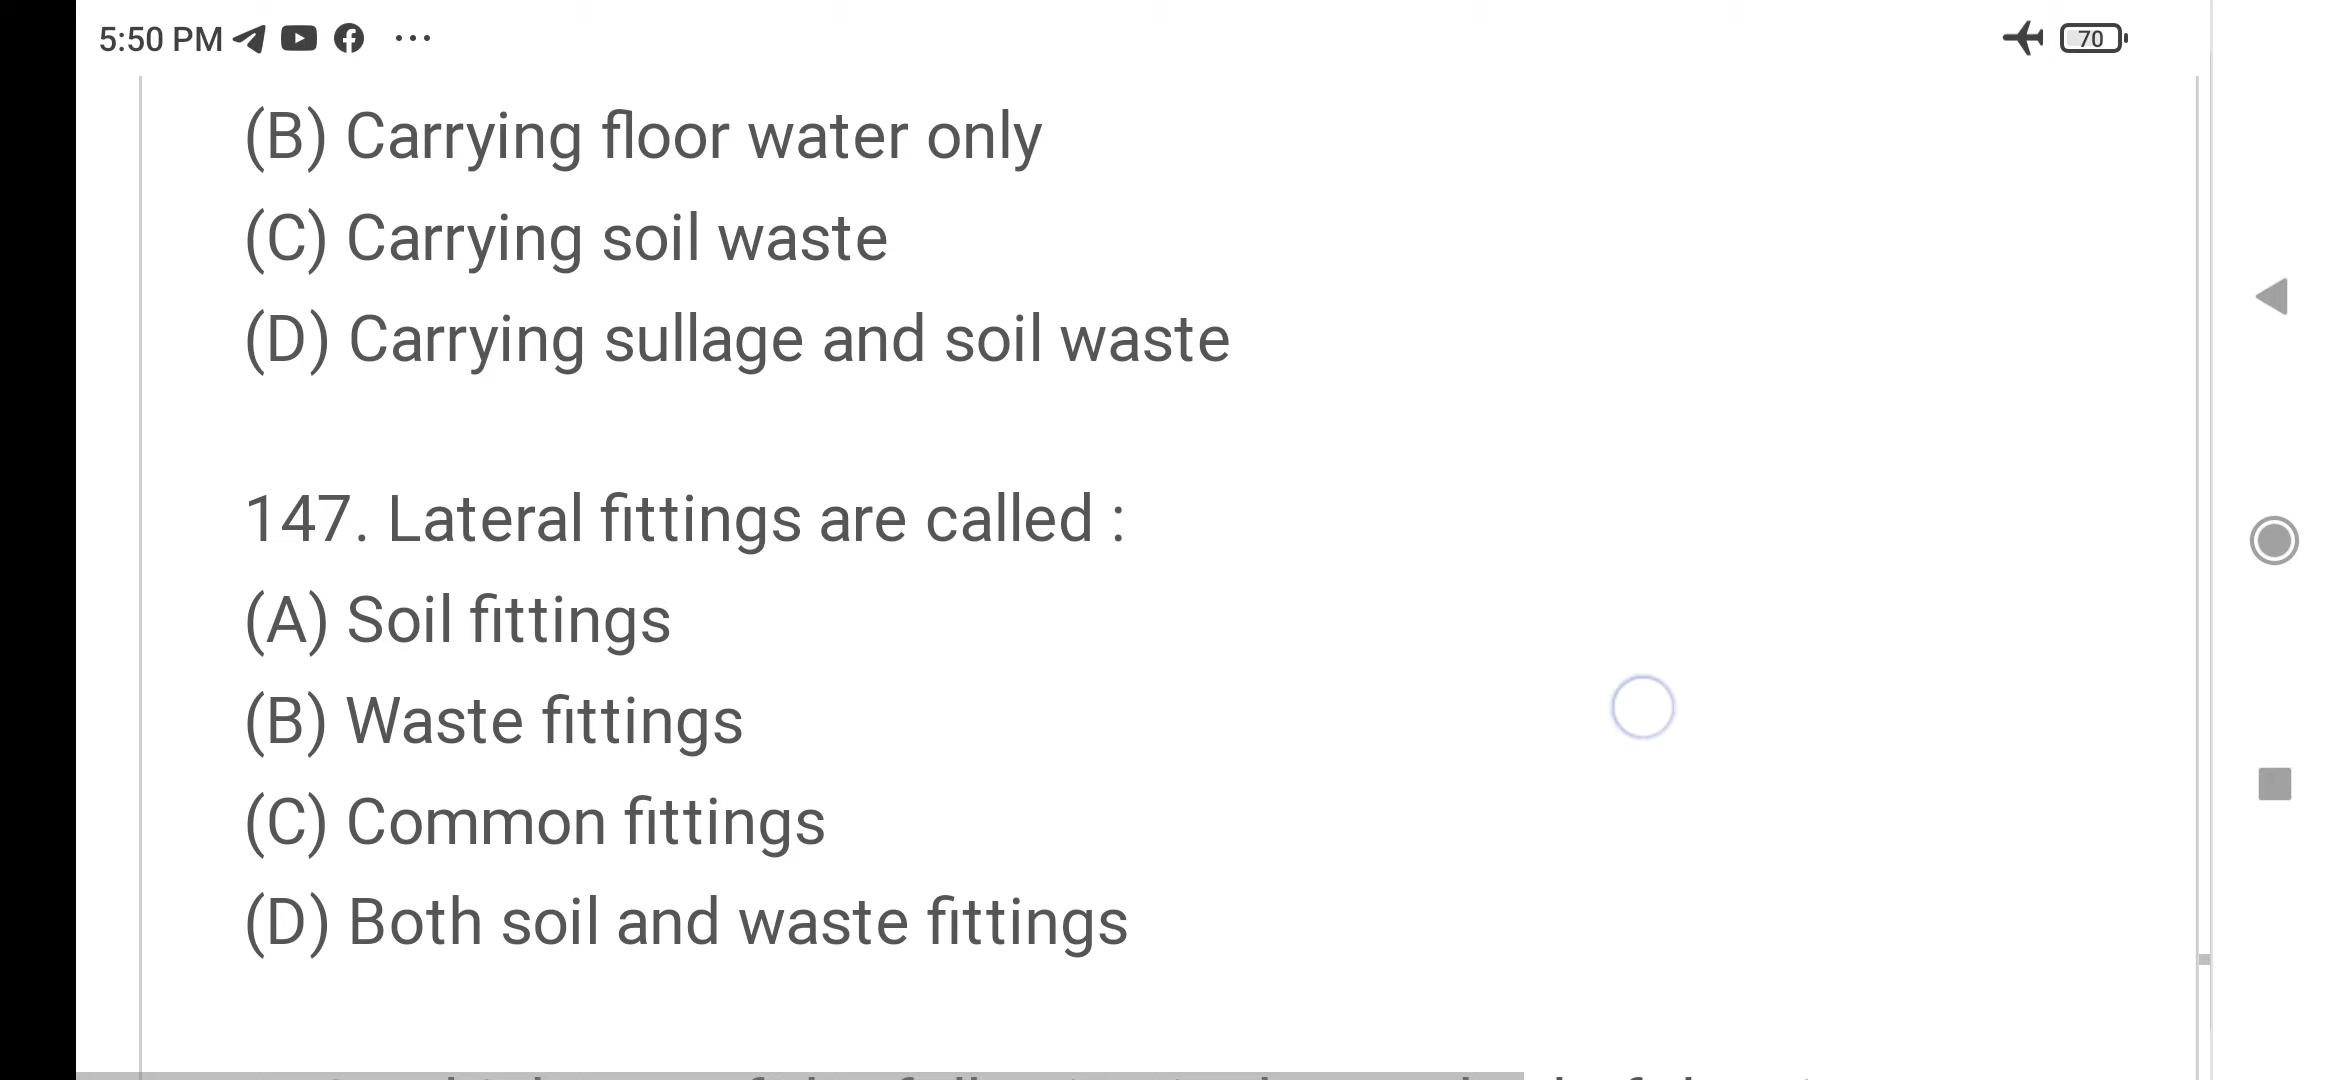 5:50 PM ...
70
(B) Carrying floor water only
(C) Carrying soil waste
(D) Carrying sullage and soil waste
147. Lateral fittings are called :
(A) Soil fittings
(B) Waste fittings
(C) Common fittings
(D) Both soil and waste fittings